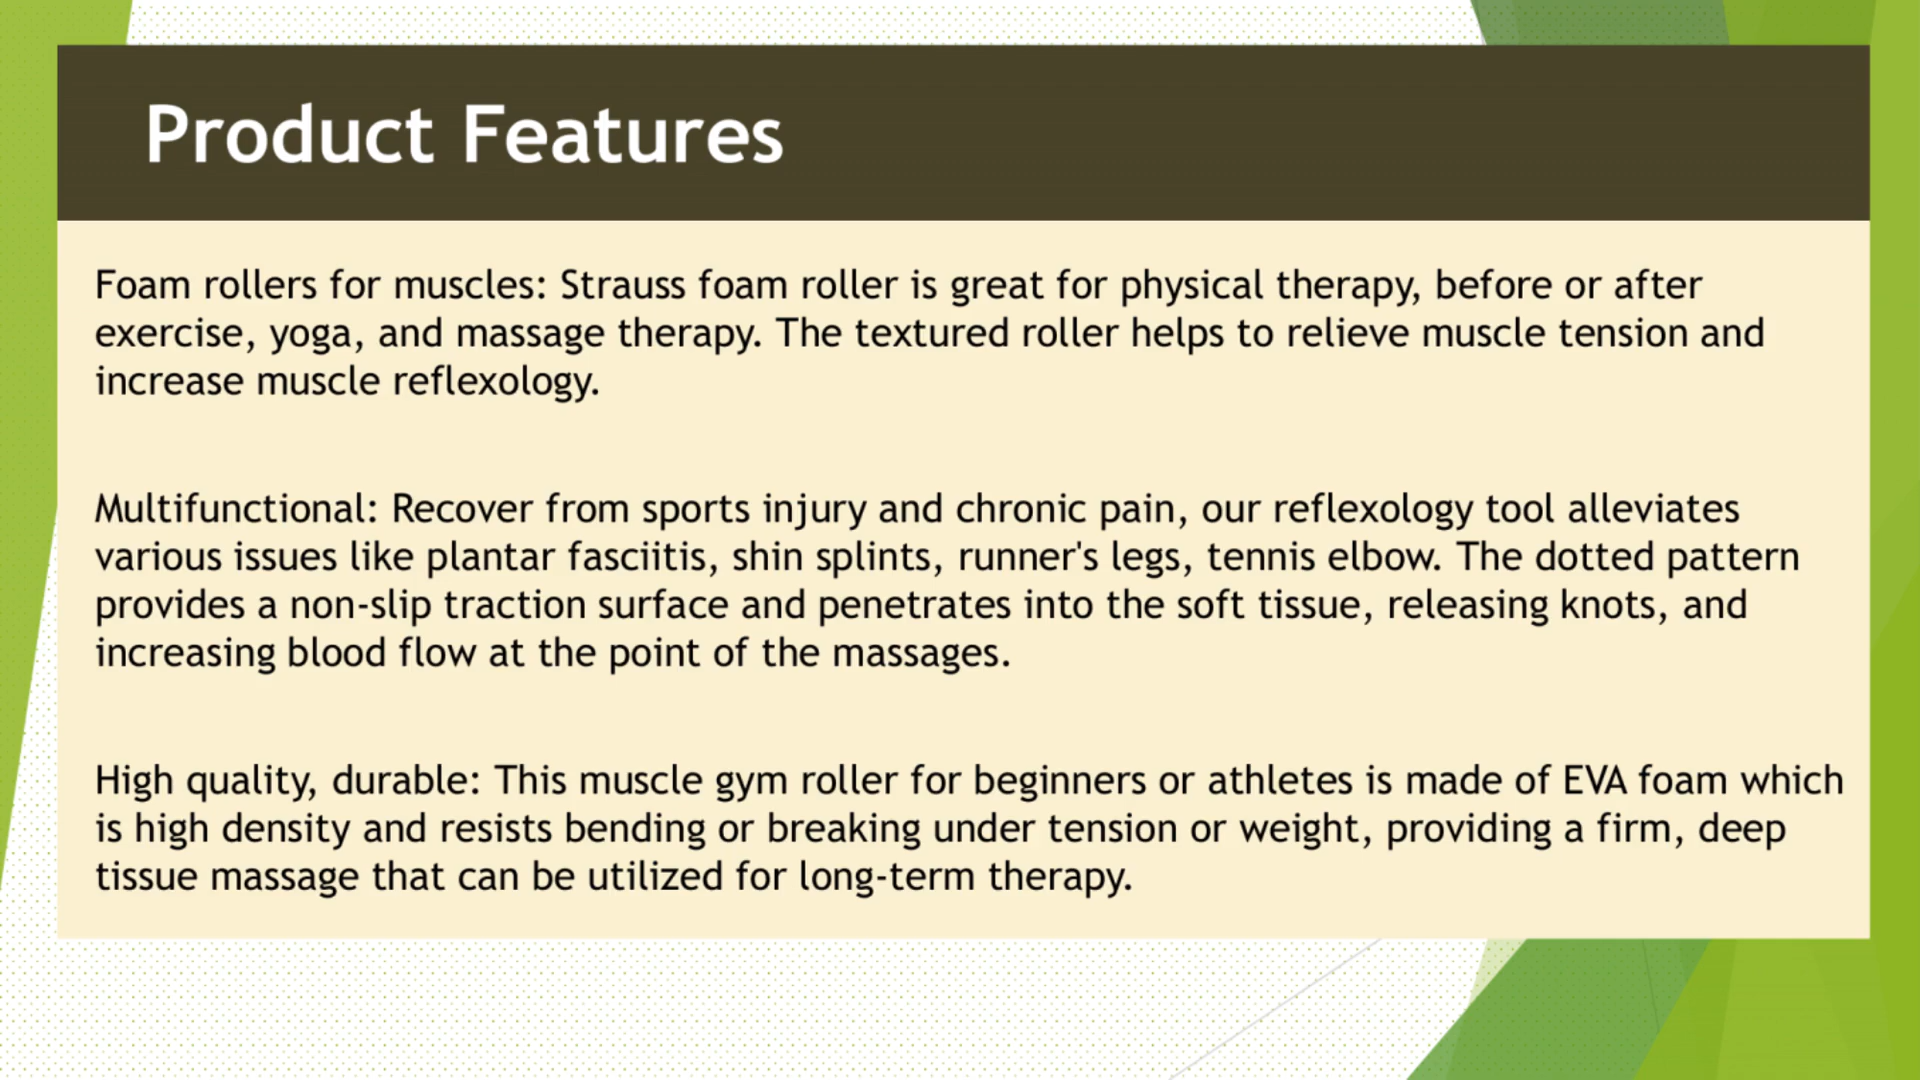 Product Features
Foam rollers for muscles: Strauss foam roller is great for physical therapy, before or after
exercise, yoga, and massage therapy. The textured roller helps to relieve muscle tension and
increase muscle reflexology.
Multifunctional: Recover from sports injury and chronic pain, our reflexology tool alleviates
various issues like plantar fasciitis, shin splints, runner's legs, tennis elbow. The dotted pattern
provides a non-slip traction surface and penetrates into the soft tissue, releasing knots, and
increasing blood flow at the point of the massages.
High quality, durable: This muscle gym roller for beginners or athletes is made of EVA foam which
is high density and resists bending or breaking under tension or weight, providing a firm, deep
tissue massage that can be utilized for long-term therapy.